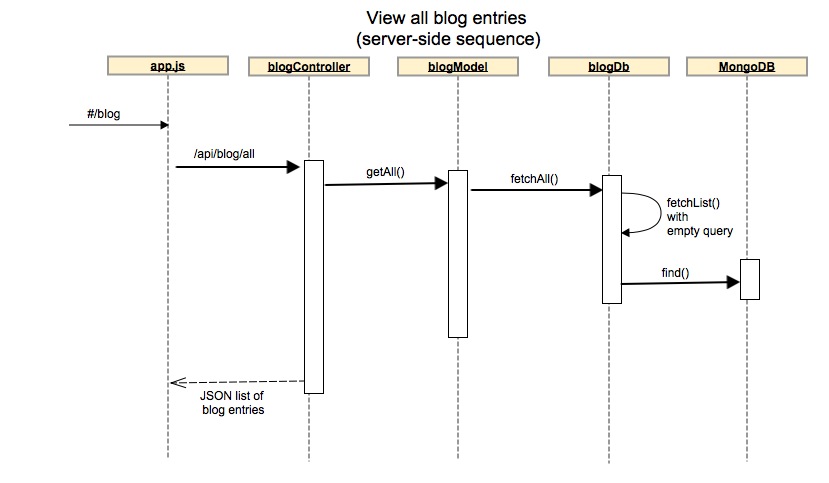 View all blog entries
(server-side sequence)
app.js
blogController
blogModel
blogDb
MongoDB
#/blog
/api/blog/all
getAll()
fetchAll()
fetchList()
with
empty query
find()
JSON list of
blog entries